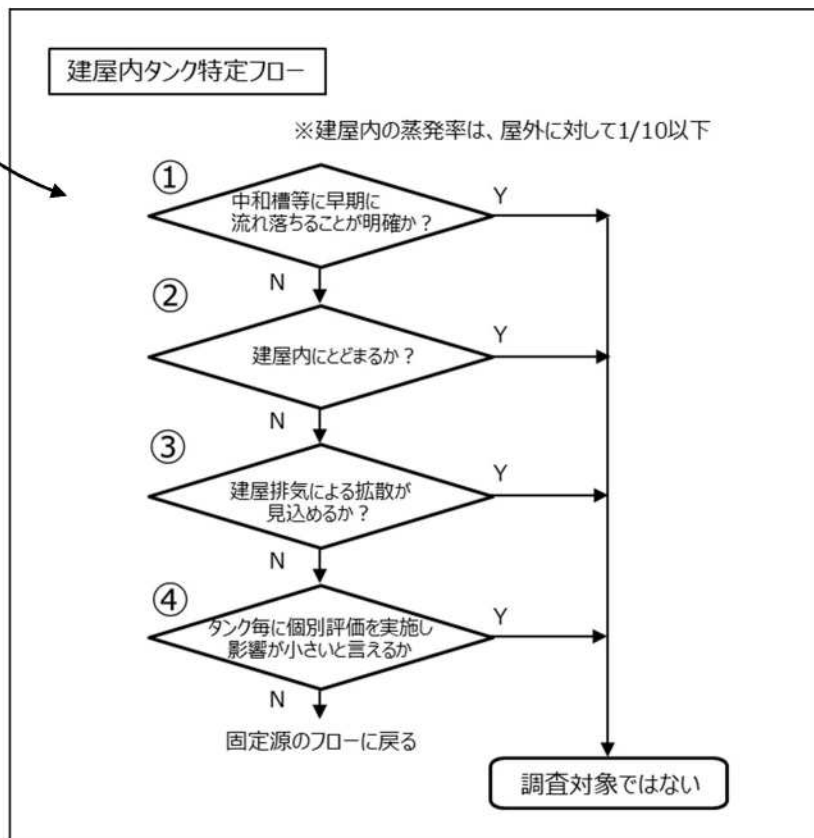 建屋内タンク特定フロー
※建屋内の蒸発率は、屋外に対して1/10以下
①
中和槽等に早期に
流れ落ちることが明確か？
Y
N
②
建屋内にとどまるか？
Y
N
③
建屋排気による拡散が
見込めるか？
Y
N
④
タンク毎に個別評価を実施し
影響が小さいと言えるか
Y
N
固定源のフローに戻る
調査対象ではない